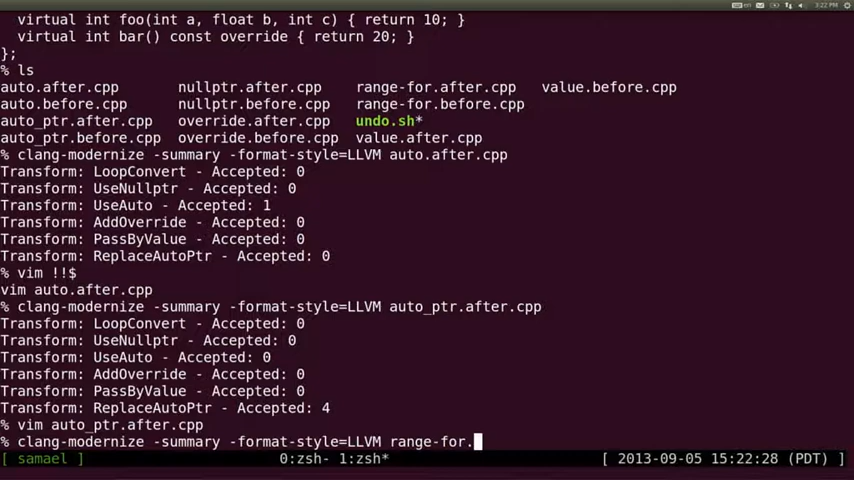 en 3:22 PM
virtual int foo(int a, float b, int c) { return 10; }
virtual int bar() const override { return 20; }
};
% ls
auto.after.cpp nullptr.after.cpp range-for.after.cpp value.before.cpp
auto.before.cpp nullptr.before.cpp range-for.before.cpp
auto_ptr.after.cpp override.after.cpp undo.sh*
auto_ptr.before.cpp override.before.cpp value.after.cpp
% clang-modernize -summary -format-style=LLVM auto.after.cpp
Transform: LoopConvert - Accepted: 0
Transform: UseNullptr - Accepted: 0
Transform: UseAuto - Accepted: 1
Transform: AddOverride - Accepted: 0
Transform: PassByValue - Accepted: 0
Transform: ReplaceAutoPtr - Accepted: 0
% vim !!$
vim auto.after.cpp
% clang-modernize -summary -format-style=LLVM auto_ptr.after.cpp
Transform: LoopConvert - Accepted: 0
Transform: UseNullptr - Accepted: 0
Transform: UseAuto - Accepted: 0
Transform: AddOverride - Accepted: 0
Transform: PassByValue - Accepted: 0
Transform: ReplaceAutoPtr - Accepted: 4
% vim auto_ptr.after.cpp
% clang-modernize -summary -format-style=LLVM range-for.
[ samael ] 0:zsh- 1:zsh* [ 2013-09-05 15:22:28 (PDT) ]